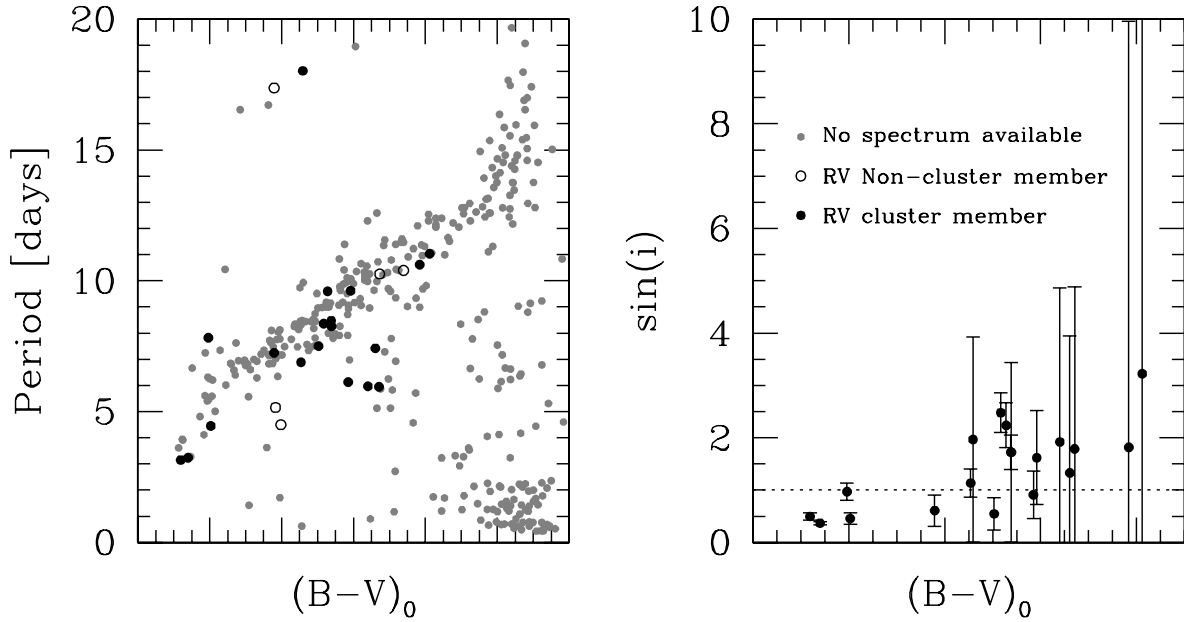 20
15
10
5
0
Period [days]
(B−V)₀
10
8
6
4
2
0
sin(i)
No spectrum available
RV Non-cluster member
RV cluster member
(B−V)₀